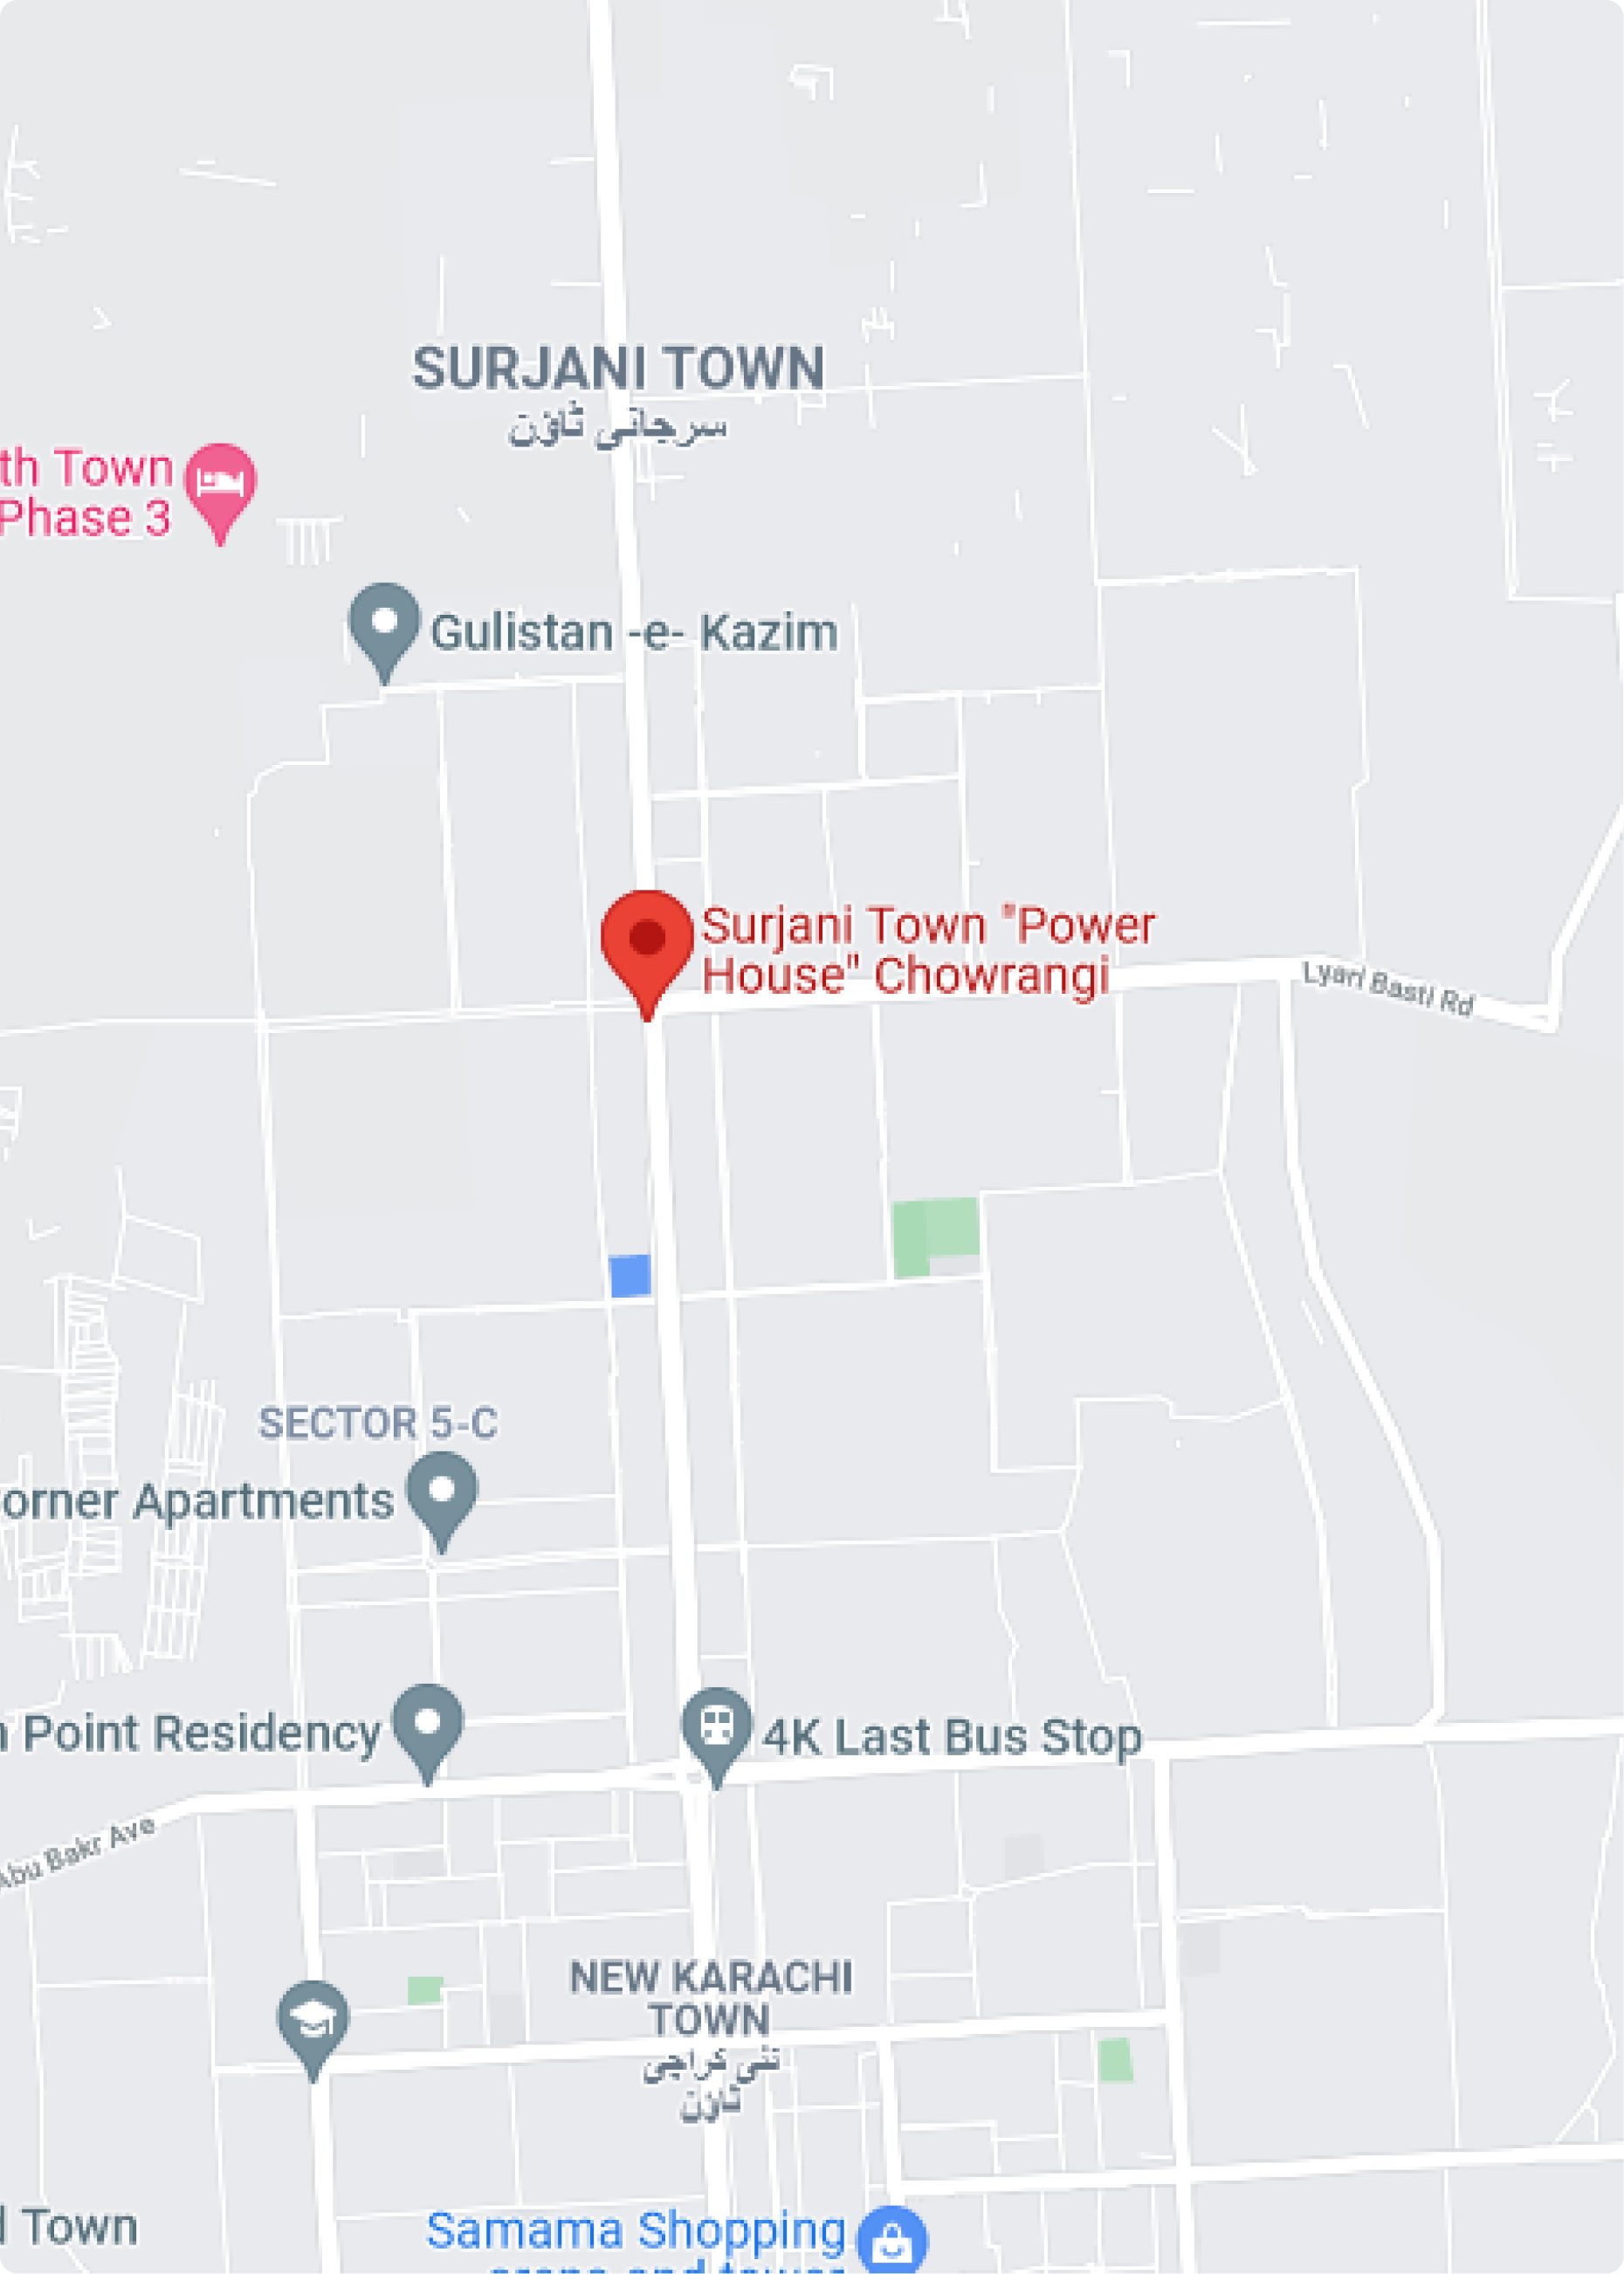 SURJANI TOWN
سرجانی ٹاؤن
th Town
Phase 3
Gulistan -e- Kazim
Surjani Town "Power
House" Chowrangi
Lyari Basti Rd
SECTOR 5-C
orner Apartments
Point Residency
4K Last Bus Stop
Abu Bakr Ave
NEW KARACHI
TOWN
نئی کراچی
ٹاؤن
Town
Samama Shopping